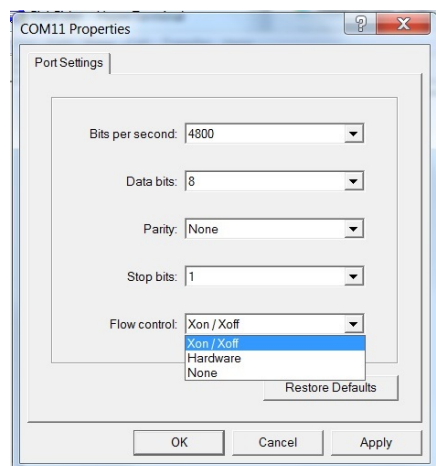 COM11 Properties
Port Settings
Bits per second: 4800
Data bits: 8
Parity: None
Stop bits: 1
Flow control: Xon / Xoff
Xon / Xoff
Hardware
None
Restore Defaults
OK Cancel Apply